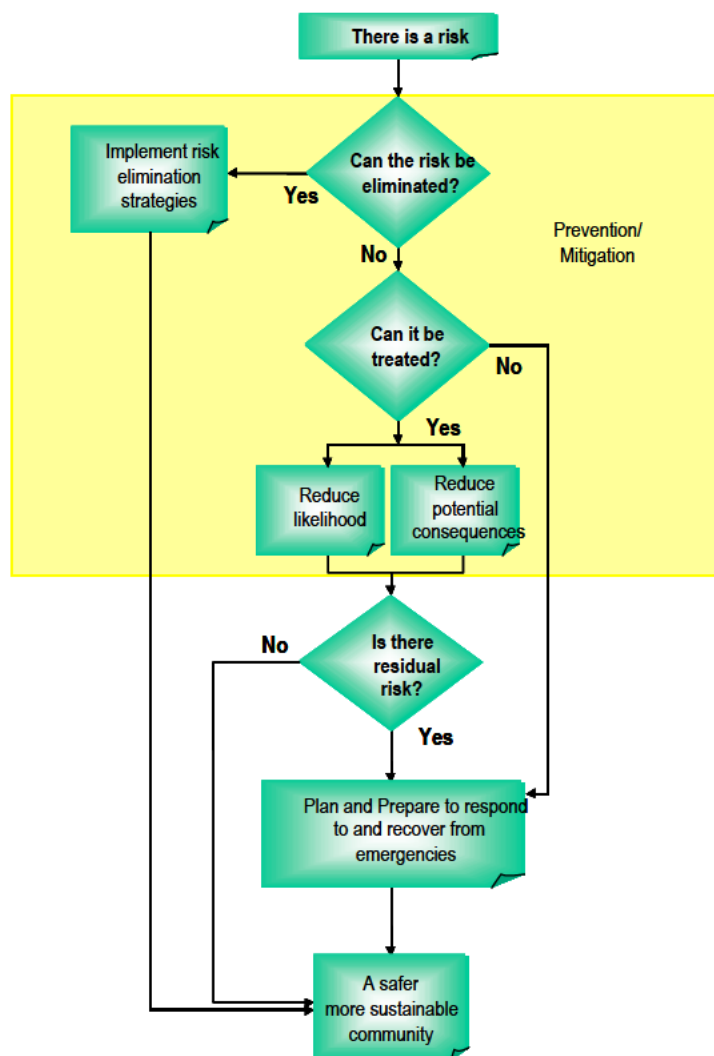 There is a risk
Implement risk
elimination
strategies
Can the risk be
eliminated?
Yes
Prevention/
Mitigation
No
Can it be
treated?
No
Yes
Reduce
likelihood
Reduce
potential
consequences
No
Is there
residual
risk?
Yes
Plan and Prepare to respond
to and recover from
emergencies
A safer
more sustainable
community